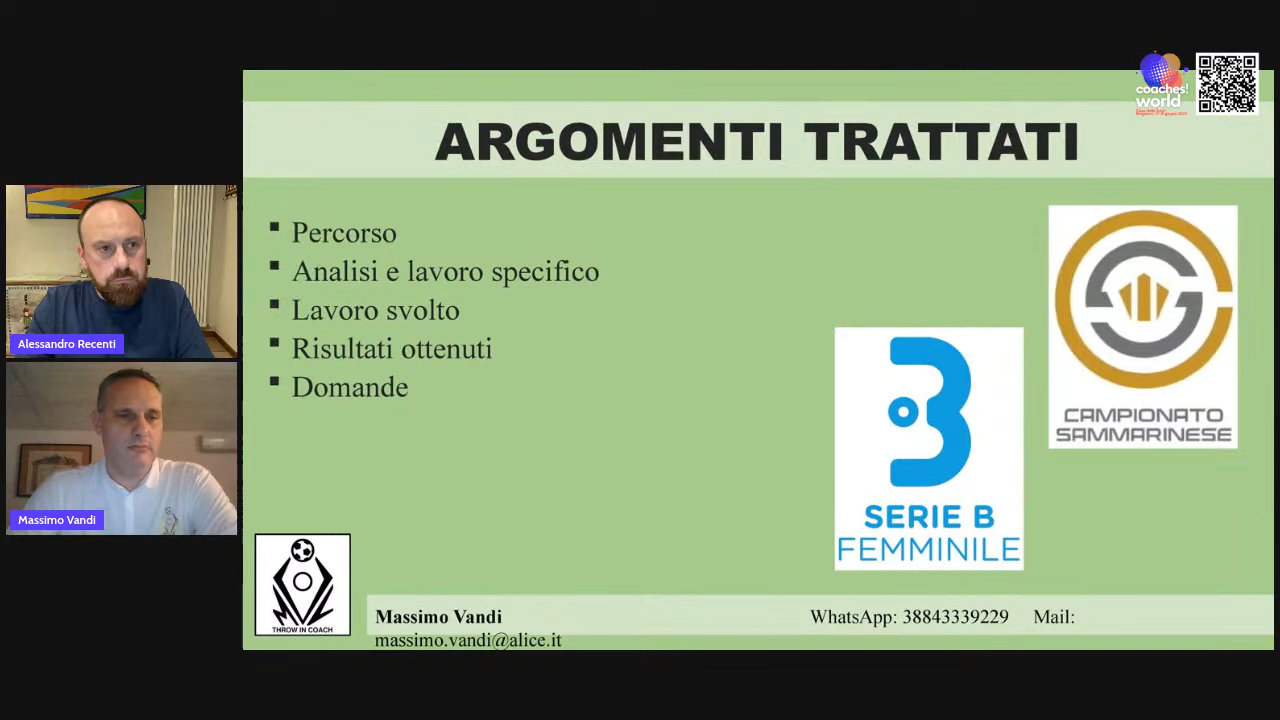 coaches!
world
ARGOMENTI TRATTATI
▪ Percorso
▪ Analisi e lavoro specifico
▪ Lavoro svolto
▪ Risultati ottenuti
▪ Domande
CAMPIONATO
SAMMARINESE
SERIE B
FEMMINILE
Alessandro Recenti
Massimo Vandi
THROW IN COACH
Massimo Vandi WhatsApp: 38843339229 Mail:
massimo.vandi@alice.it